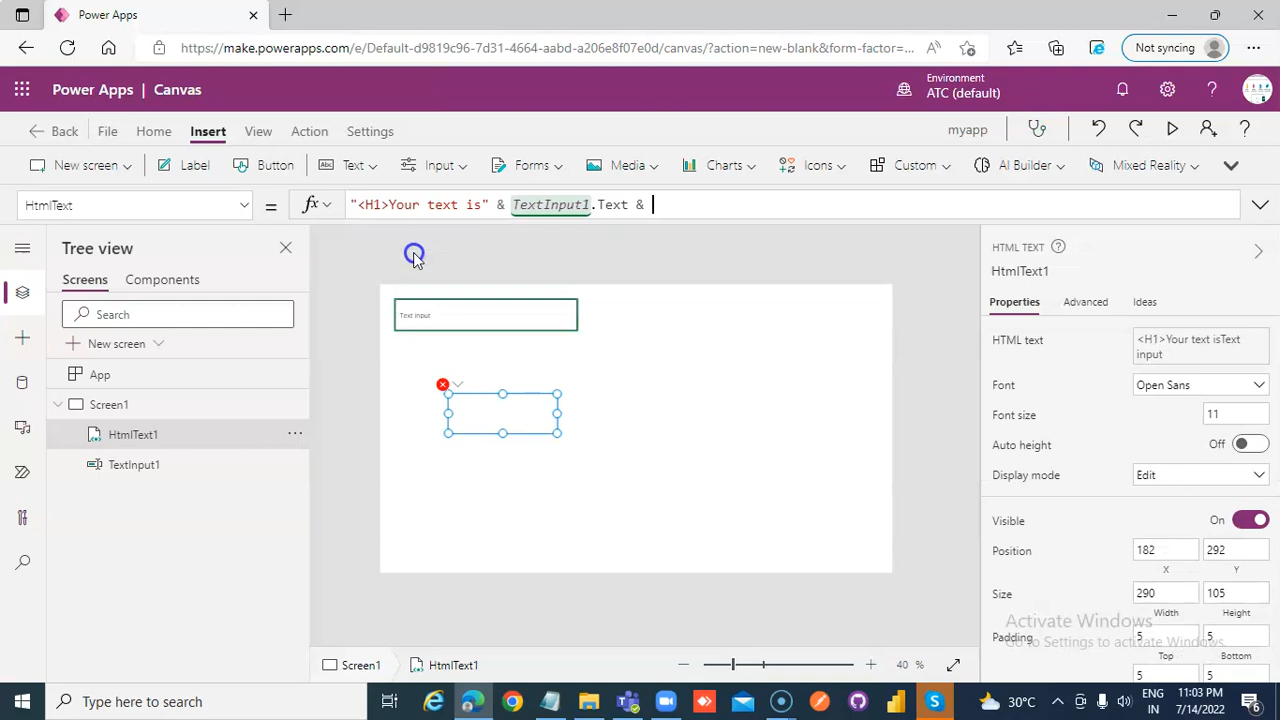 Power Apps
https://make.powerapps.com/e/Default-d9819c96-7d31-4664-aabd-a206e8f07e0d/canvas/?action=new-blank&form-factor=...
Not syncing
Power Apps | Canvas
Environment
ATC (default)
Back
File
Home
Insert
View
Action
Settings
myapp
New screen
Label
Button
Abc
Text
Input
Forms
Media
Charts
Icons
Custom
AI Builder
Mixed Reality
HtmlText
=
fx
"<H1>Your text is" & TextInput1.Text &
Tree view
Screens
Components
Search
New screen
App
Screen1
HtmlText1
TextInput1
Text input
HTML TEXT
HtmlText1
Properties
Advanced
Ideas
HTML text
<H1>Your text isText
input
Font
Open Sans
Font size
11
Auto height
Off
Display mode
Edit
Visible
On
Position
182
292
X
Y
Size
290
105
Width
Height
Padding
5
5
Top
Bottom
5
5
Activate Windows
Go to Settings to activate Windows.
Screen1
HtmlText1
40 %
Type here to search
30°C
ENG
IN
11:03 PM
7/14/2022
6